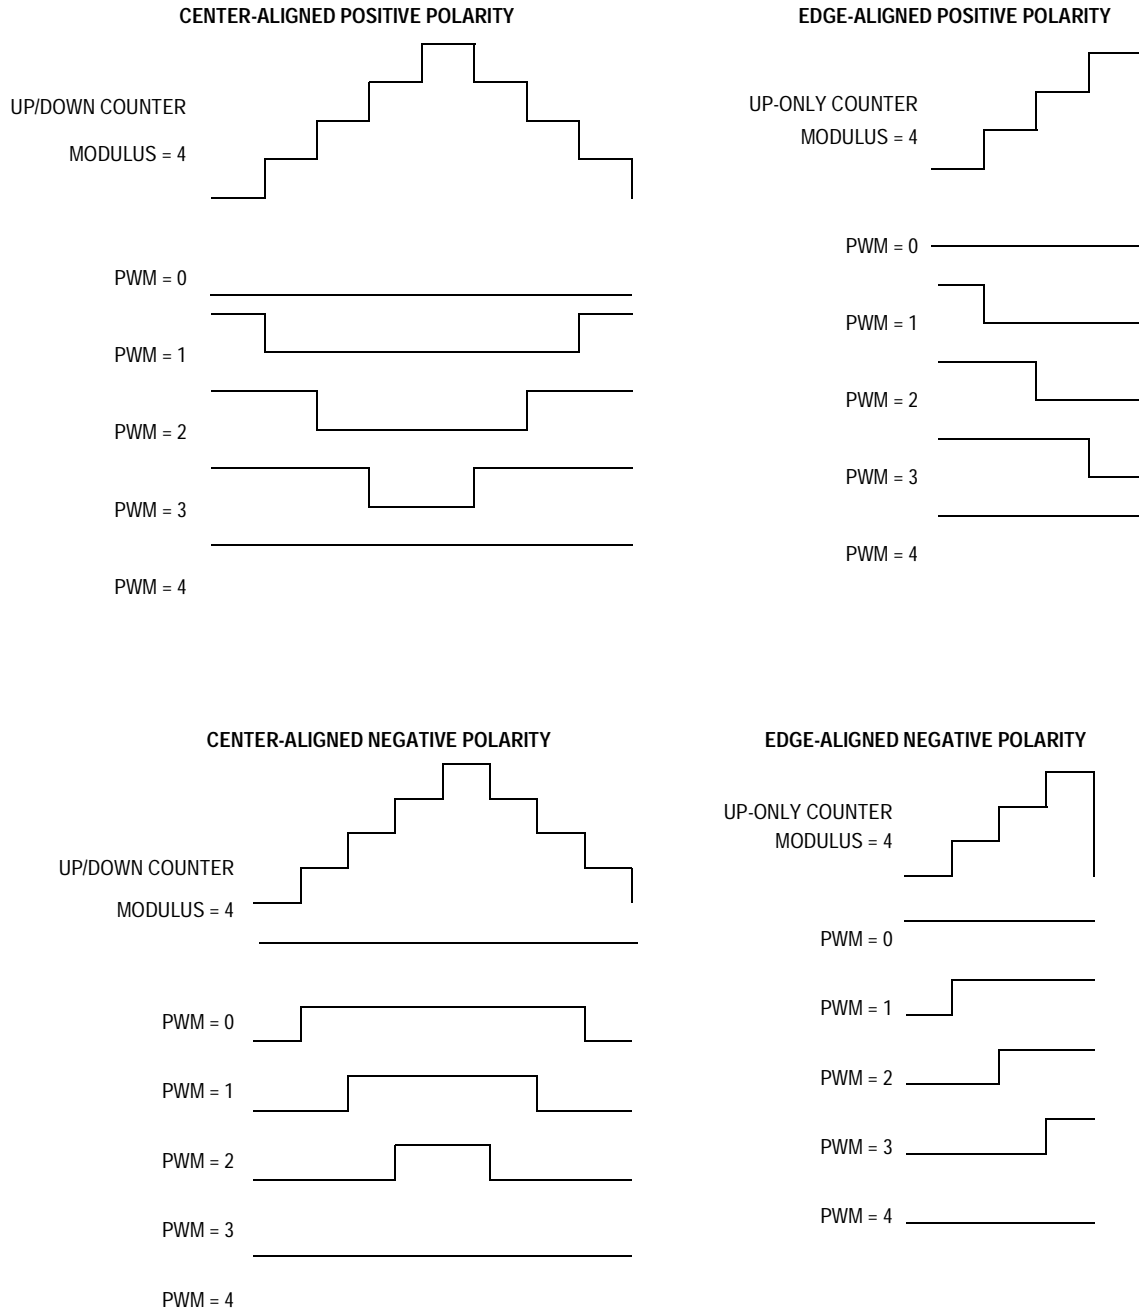 CENTER-ALIGNED POSITIVE POLARITY
UP/DOWN COUNTER
MODULUS = 4
PWM = 0
PWM = 1
PWM = 2
PWM = 3
PWM = 4
EDGE-ALIGNED POSITIVE POLARITY
UP-ONLY COUNTER
MODULUS = 4
PWM = 0
PWM = 1
PWM = 2
PWM = 3
PWM = 4
CENTER-ALIGNED NEGATIVE POLARITY
UP/DOWN COUNTER
MODULUS = 4
PWM = 0
PWM = 1
PWM = 2
PWM = 3
PWM = 4
EDGE-ALIGNED NEGATIVE POLARITY
UP-ONLY COUNTER
MODULUS = 4
PWM = 0
PWM = 1
PWM = 2
PWM = 3
PWM = 4